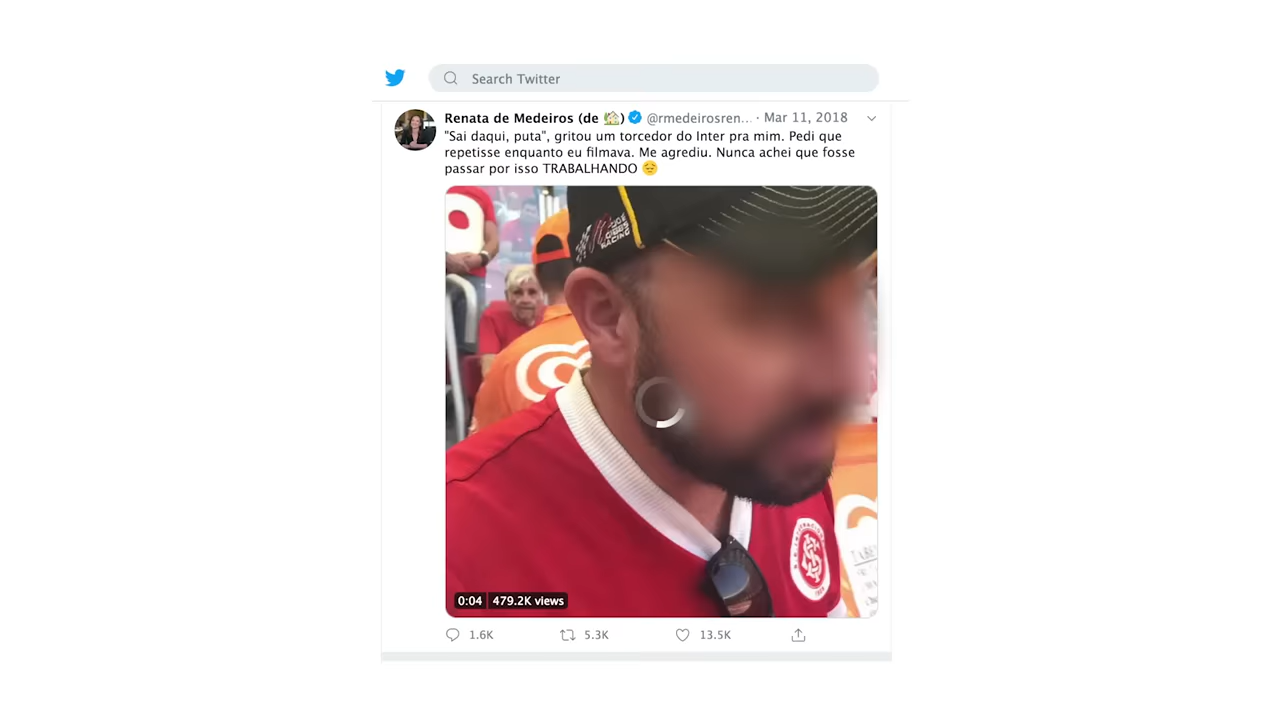 Search Twitter
Renata de Medeiros (de 🏡) @rmedeirosren... · Mar 11, 2018
"Sai daqui, puta", gritou um torcedor do Inter pra mim. Pedi que
repetisse enquanto eu filmava. Me agrediu. Nunca achei que fosse
passar por isso TRABALHANDO 😔
RACING
0:04 479.2K views
1.6K 5.3K 13.5K